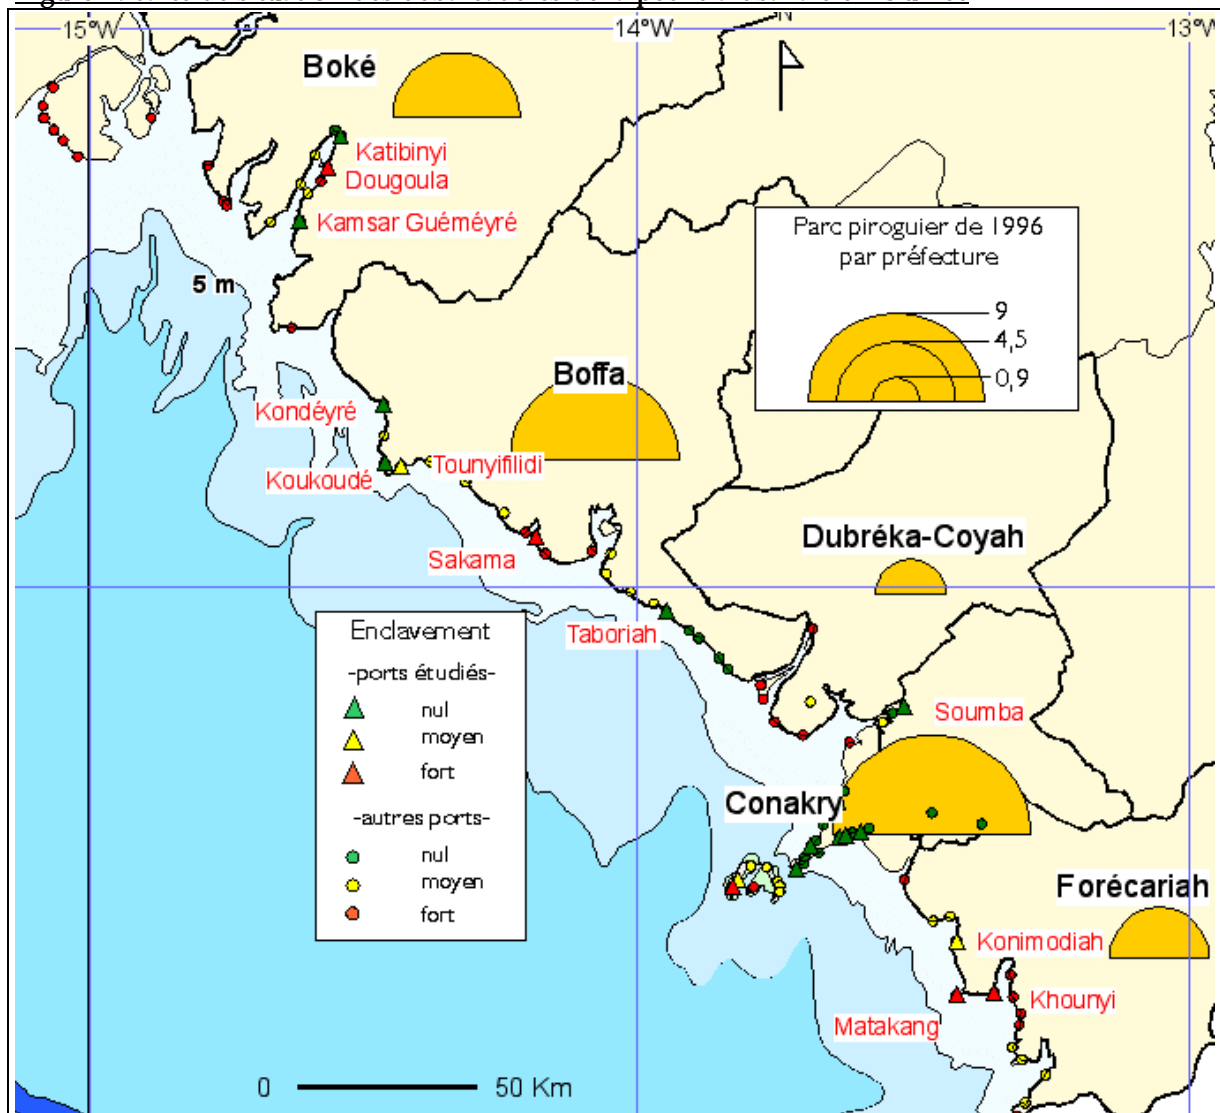 15°W
14°W
13°W
N
Boké
Katibinyi
Dougoula
Kamsar Guéméyré
5 m
Parc piroguier de 1996
par préfecture
9
4,5
0,9
Boffa
Kondéyré
Koukoudé
Tounyifilidi
Sakama
Dubréka-Coyah
Taboriah
Enclavement
-ports étudiés-
nul
moyen
fort
-autres ports-
nul
moyen
fort
Soumba
Conakry
Forécariah
Konimodiah
Khounyi
Matakang
0
50 Km